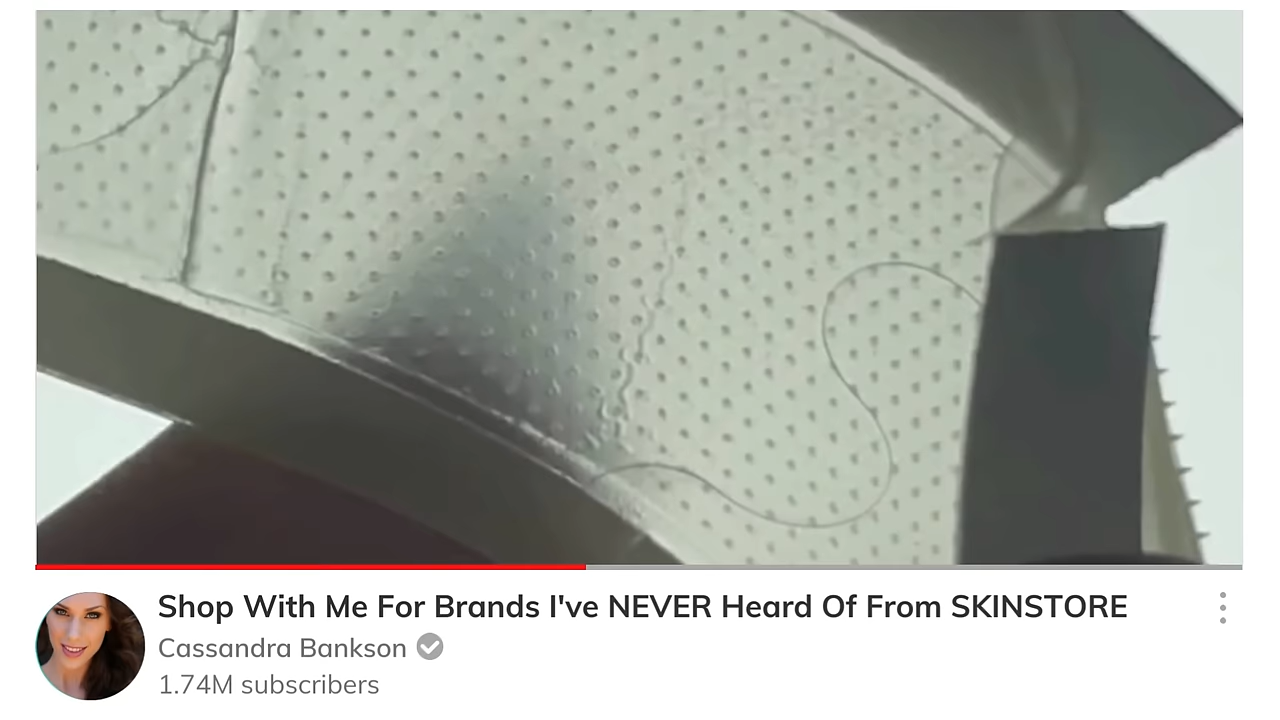 Shop With Me For Brands I've NEVER Heard Of From SKINSTORE
Cassandra Bankson
1.74M subscribers